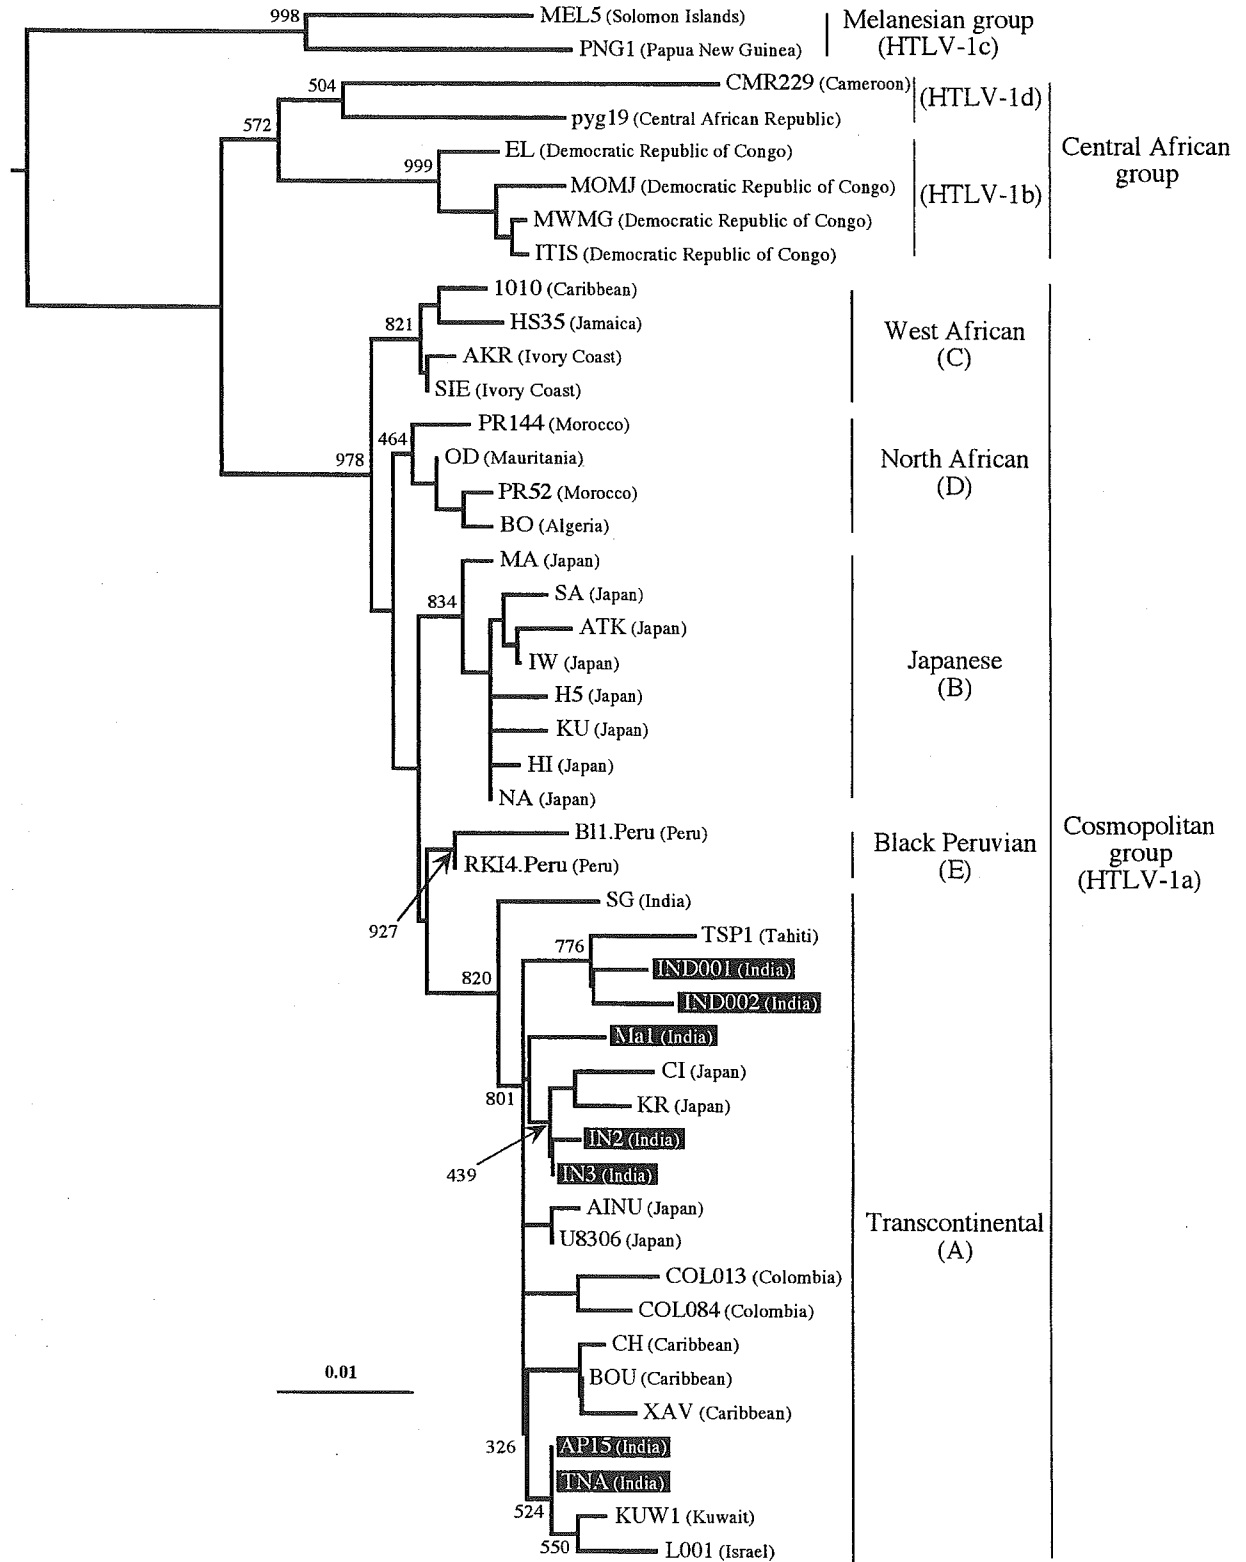 998
MEL5 (Solomon Islands)
PNG1 (Papua New Guinea)
Melanesian group
(HTLV-1c)
504
CMR229 (Cameroon)
pyg19 (Central African Republic)
(HTLV-1d)
572
999
EL (Democratic Republic of Congo)
MOMJ (Democratic Republic of Congo)
MWMG (Democratic Republic of Congo)
ITIS (Democratic Republic of Congo)
(HTLV-1b)
Central African
group
1010 (Caribbean)
821
HS35 (Jamaica)
AKR (Ivory Coast)
SIE (Ivory Coast)
West African
(C)
PR144 (Morocco)
464
978
OD (Mauritania)
PR52 (Morocco)
BO (Algeria)
North African
(D)
MA (Japan)
834
SA (Japan)
ATK (Japan)
IW (Japan)
H5 (Japan)
KU (Japan)
HI (Japan)
NA (Japan)
Japanese
(B)
Bl1.Peru (Peru)
RKI4.Peru (Peru)
927
Black Peruvian
(E)
Cosmopolitan
group
(HTLV-1a)
SG (India)
776
TSP1 (Tahiti)
IND001 (India)
820
IND002 (India)
Ma1 (India)
CI (Japan)
801
KR (Japan)
IN2 (India)
439
IN3 (India)
AINU (Japan)
U8306 (Japan)
Transcontinental
(A)
COL013 (Colombia)
COL084 (Colombia)
CH (Caribbean)
BOU (Caribbean)
XAV (Caribbean)
0.01
326
AP15 (India)
TNA (India)
524
KUW1 (Kuwait)
550
L001 (Israel)